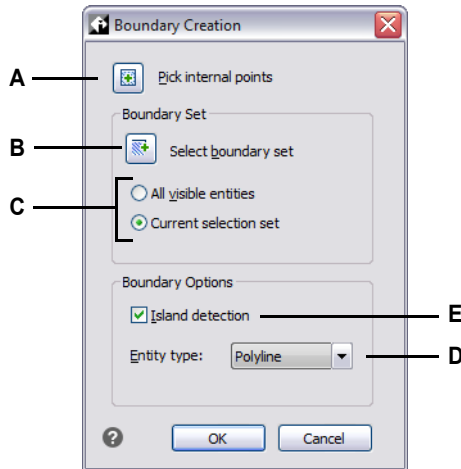 Boundary Creation
A
Pick internal points
Boundary Set
B
Select boundary set
C
All visible entities
Current selection set
Boundary Options
Island detection
E
Entity type:
Polyline
D
?
OK
Cancel